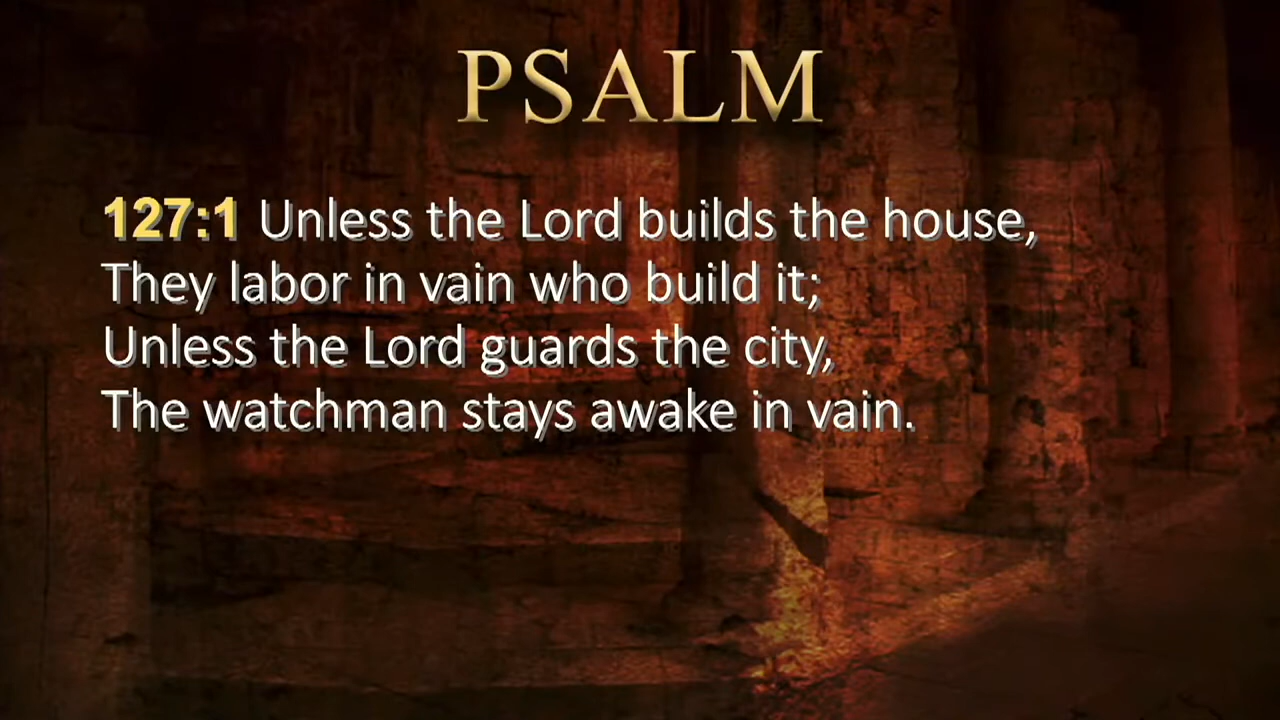 PSALM
127:1 Unless the Lord builds the house,
They labor in vain who build it;
Unless the Lord guards the city,
The watchman stays awake in vain.